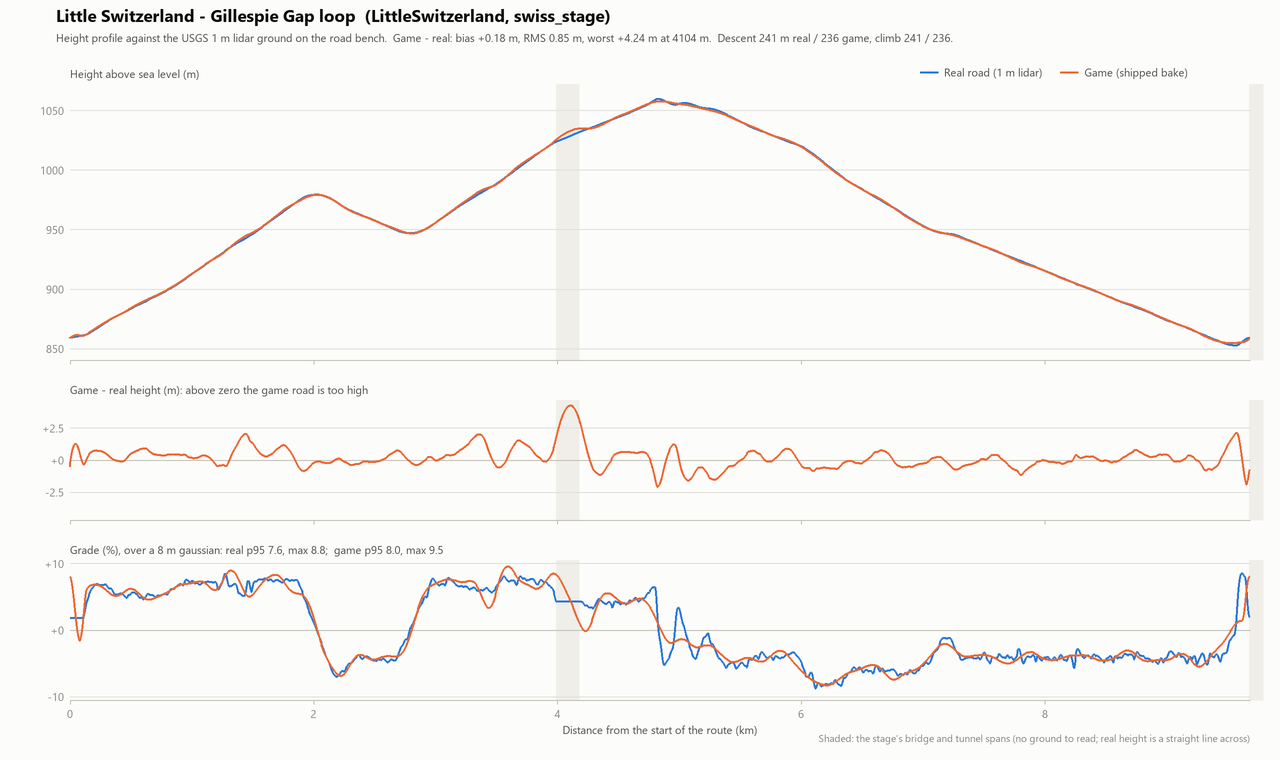 Little Switzerland - Gillespie Gap loop  (LittleSwitzerland, swiss_stage)
Height profile against the USGS 1 m lidar ground on the road bench.  Game - real: bias +0.18 m, RMS 0.85 m, worst +4.24 m at 4104 m.  Descent 241 m real / 236 game, climb 241 / 236.
Height above sea level (m)
Real road (1 m lidar)
Game (shipped bake)
1050
1000
950
900
850
Game - real height (m): above zero the game road is too high
+2.5
+0
-2.5
Grade (%), over a 8 m gaussian: real p95 7.6, max 8.8;  game p95 8.0, max 9.5
+10
+0
-10
0 2 4 6 8
Distance from the start of the route (km)
Shaded: the stage's bridge and tunnel spans (no ground to read; real height is a straight line across)